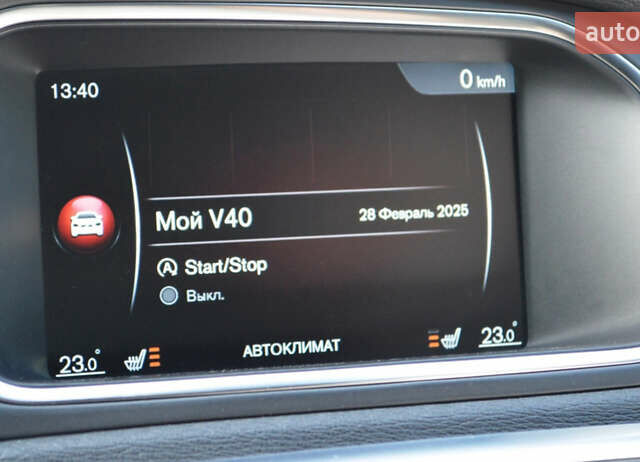 auto
13:40
0 km/h
Мой V40
28 Февраль 2025
Start/Stop
Выкл.
23.0°
АВТОКЛИМАТ
23.0°